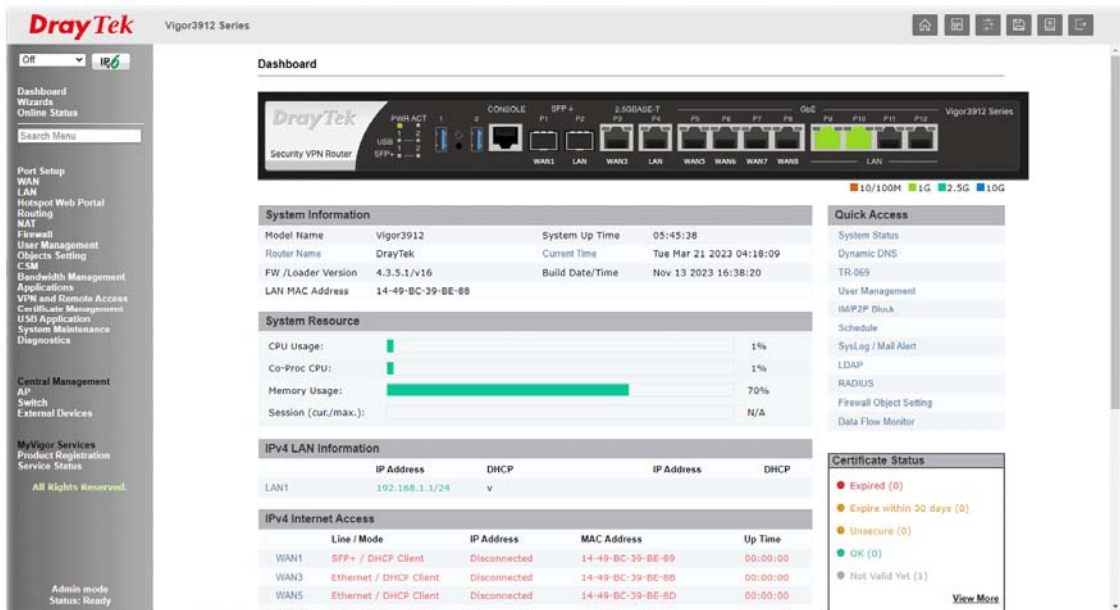 DrayTek
Vigor3912 Series
Off
IPv6
Dashboard
Wizards
Online Status
Search Menu
Port Setup
WAN
LAN
Hotspot Web Portal
Routing
NAT
Firewall
User Management
Objects Setting
CSM
Bandwidth Management
Applications
VPN and Remote Access
Certificate Management
USB Application
System Maintenance
Diagnostics
Central Management
AP
Switch
External Devices
MyVigor Services
Product Registration
Service Status
All Rights Reserved.
Admin mode
Status: Ready
Dashboard
DrayTek
Security VPN Router
PWR ACT 1 2 CONSOLE SFP+ 2.5GBASE-T GbE Vigor3912 Series
P1 P2 P3 P4 P5 P6 P7 P8 P9 P10 P11 P12
1 2
USB
1 2
SFP+
WAN1 LAN WAN3 LAN WAN5 WAN6 WAN7 WAN8 LAN
10/100M 1G 2.5G 10G
System Information
Model Name Vigor3912 System Up Time 05:45:38
Router Name DrayTek Current Time Tue Mar 21 2023 04:18:09
FW /Loader Version 4.3.5.1/v16 Build Date/Time Nov 13 2023 16:38:20
LAN MAC Address 14-49-BC-39-BE-88
System Resource
CPU Usage: 1%
Co-Proc CPU: 1%
Memory Usage: 70%
Session (cur./max.): N/A
IPv4 LAN Information
IP Address DHCP IP Address DHCP
LAN1 192.168.1.1/24 v
IPv4 Internet Access
Line / Mode IP Address MAC Address Up Time
WAN1 SFP+ / DHCP Client Disconnected 14-49-BC-39-BE-89 00:00:00
WAN3 Ethernet / DHCP Client Disconnected 14-49-BC-39-BE-8B 00:00:00
WAN5 Ethernet / DHCP Client Disconnected 14-49-BC-39-BE-8D 00:00:00
Quick Access
System Status
Dynamic DNS
TR-069
User Management
IM/P2P Block
Schedule
SysLog / Mail Alert
LDAP
RADIUS
Firewall Object Setting
Data Flow Monitor
Certificate Status
Expired (0)
Expire within 30 days (0)
Unsecure (0)
OK (0)
Not Valid Yet (1)
View More